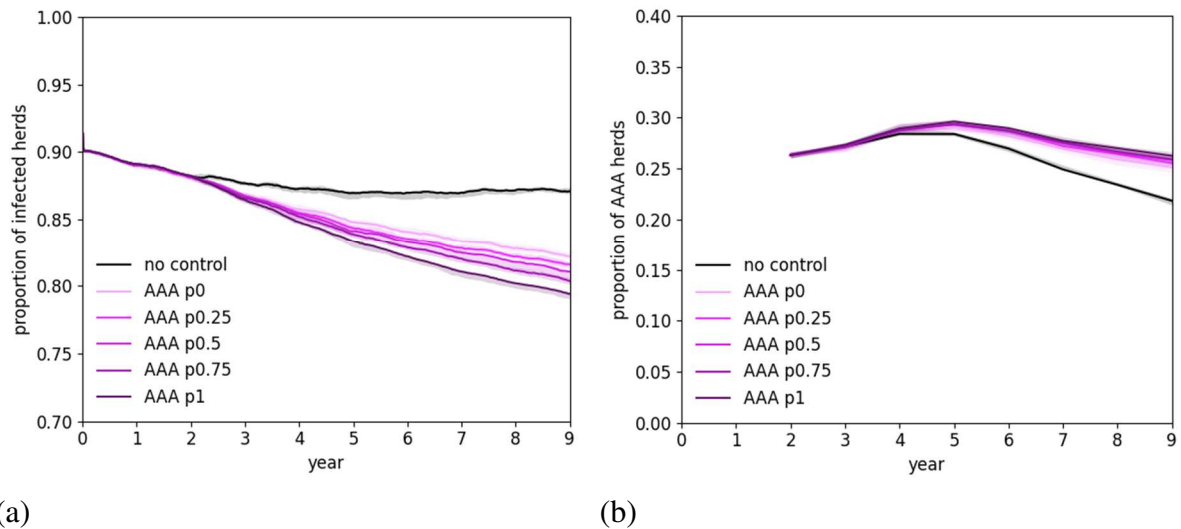 1.00
0.95
0.90
0.85
0.80
0.75
0.70
proportion of infected herds
no control
AAA p0
AAA p0.25
AAA p0.5
AAA p0.75
AAA p1
0 1 2 3 4 5 6 7 8 9
year
(a)
0.40
0.35
0.30
0.25
0.20
0.15
0.10
0.05
0.00
proportion of AAA herds
no control
AAA p0
AAA p0.25
AAA p0.5
AAA p0.75
AAA p1
0 1 2 3 4 5 6 7 8 9
year
(b)